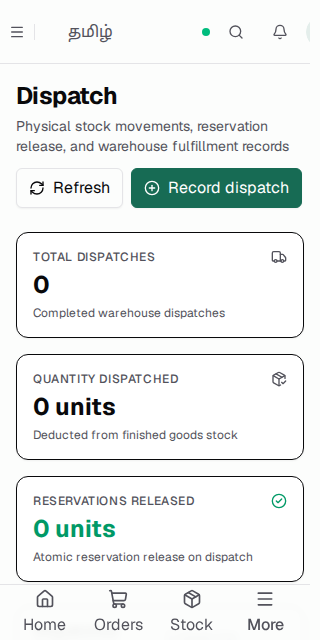 தமிழ்
Dispatch
Physical stock movements, reservation
release, and warehouse fulfillment records
Refresh
Record dispatch
TOTAL DISPATCHES
0
Completed warehouse dispatches
QUANTITY DISPATCHED
0 units
Deducted from finished goods stock
RESERVATIONS RELEASED
0 units
Atomic reservation release on dispatch
Home Orders Stock More